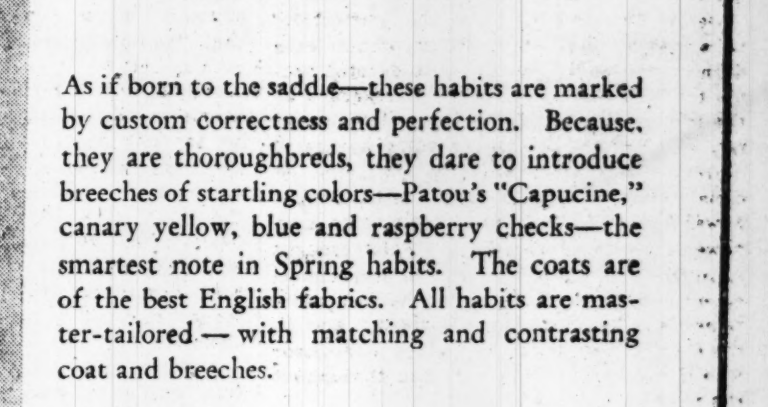 As if born to the saddle—these habits are marked
by custom correctness and perfection. Because
they are thoroughbreds, they dare to introduce
breeches of startling colors—Patou's "Capucine,"
canary yellow, blue and raspberry checks—the
smartest note in Spring habits. The coats are
of the best English fabrics. All habits are mas-
ter-tailored — with matching and contrasting
coat and breeches.